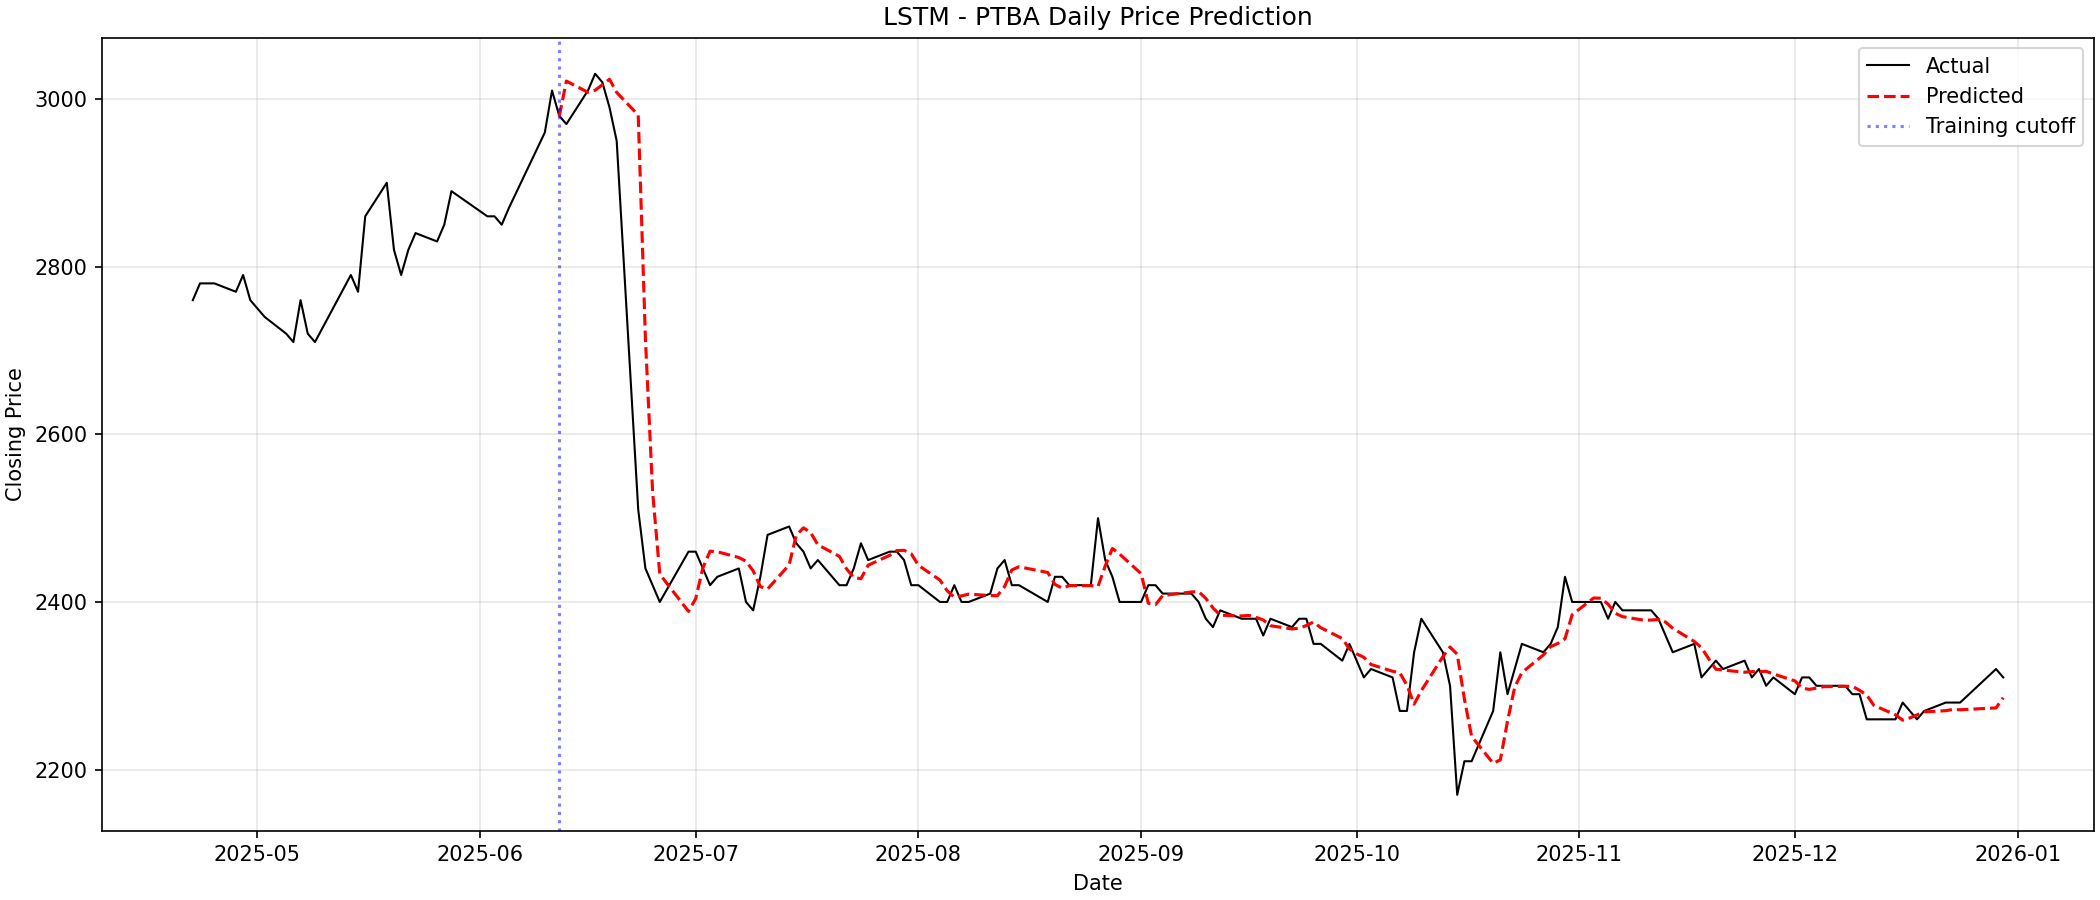 LSTM - PTBA Daily Price Prediction
Actual
Predicted
Training cutoff
Closing Price
3000
2800
2600
2400
2200
2025-05 2025-06 2025-07 2025-08 2025-09 2025-10 2025-11 2025-12 2026-01
Date